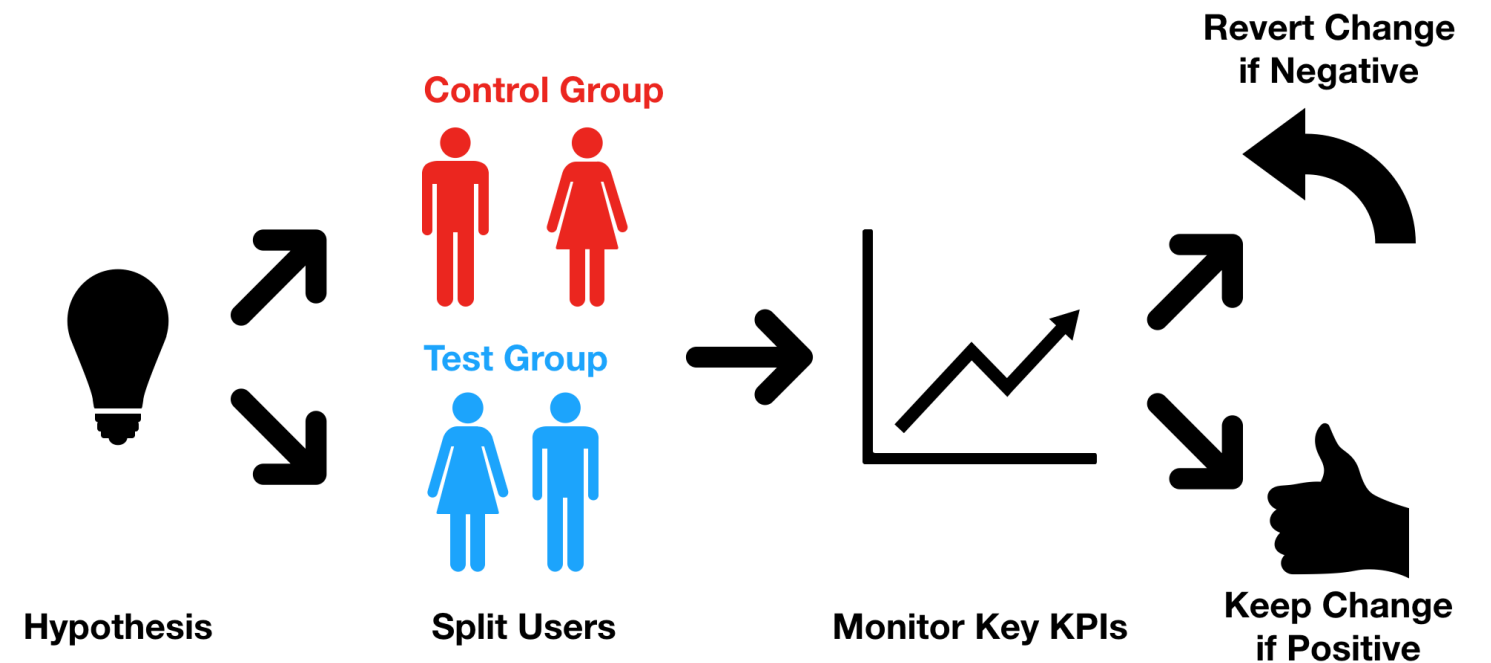 Revert Change
if Negative
Control Group
Test Group
Hypothesis
Split Users
Monitor Key KPIs
Keep Change
if Positive